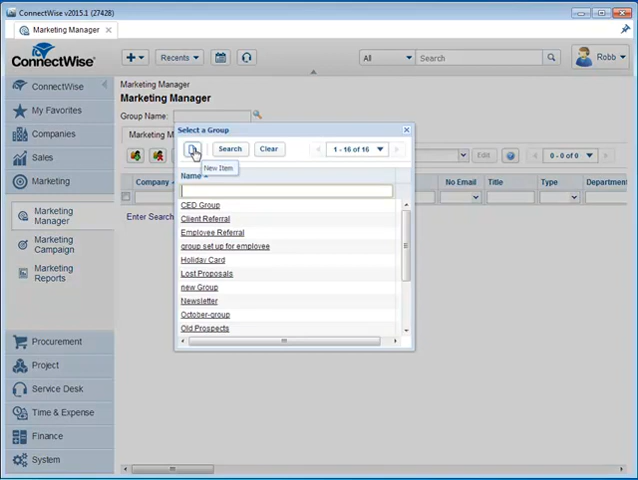 ConnectWise v2015.1 (27428)
Marketing Manager
ConnectWise
Recents
All
Search
Robb
ConnectWise
My Favorites
Companies
Sales
Marketing
Marketing Manager
Marketing Campaign
Marketing Reports
Procurement
Project
Service Desk
Time & Expense
Finance
System
Marketing Manager
Marketing Manager
Group Name:
Marketing M
Edit
0 - 0 of 0
Company
No Email
Title
Type
Department
Enter Search
Select a Group
Search
Clear
1 - 16 of 16
New Item
Name
CED Group
Client Referral
Employee Referral
group set up for employee
Holiday Card
Lost Proposals
new Group
Newsletter
October-group
Old Prospects